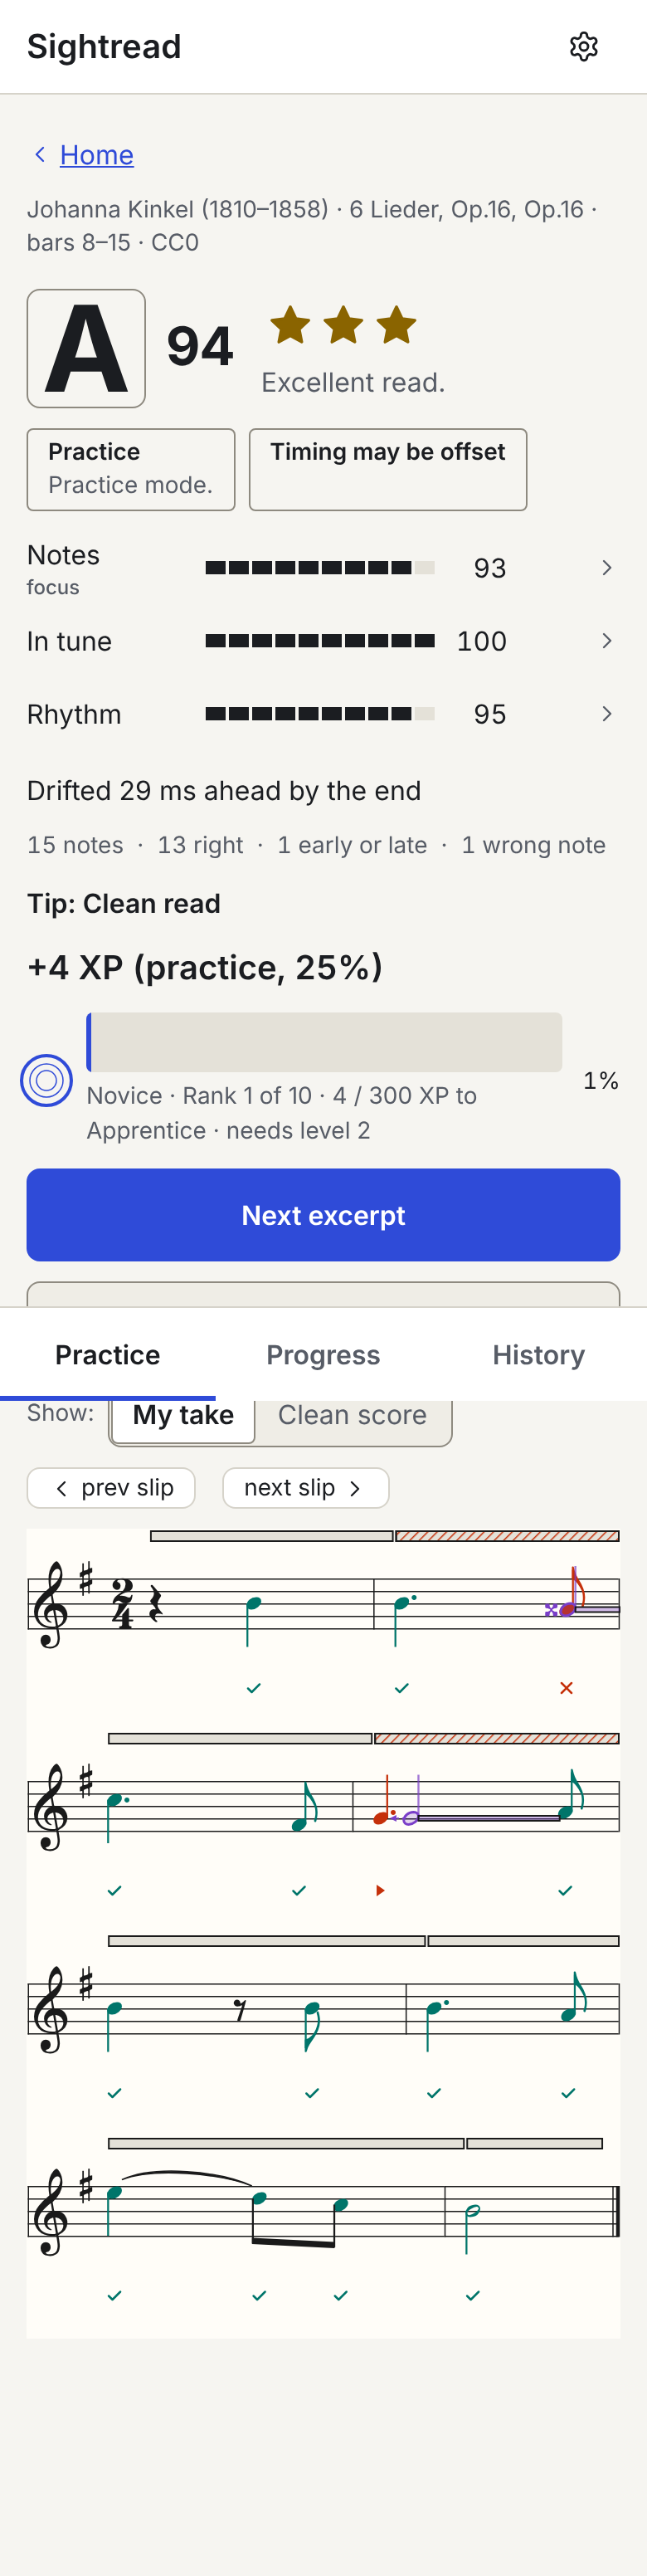 Sightread
Home
Johanna Kinkel (1810–1858) · 6 Lieder, Op.16, Op.16 ·
bars 8–15 · CC0
A 94
Excellent read.
Practice
Practice mode.
Timing may be offset
Notes 93
focus
In tune 100
Rhythm 95
Drifted 29 ms ahead by the end
15 notes · 13 right · 1 early or late · 1 wrong note
Tip: Clean read
+4 XP (practice, 25%)
1%
Novice · Rank 1 of 10 · 4 / 300 XP to
Apprentice · needs level 2
Next excerpt
Practice Progress History
Show: My take Clean score
prev slip next slip
2
4